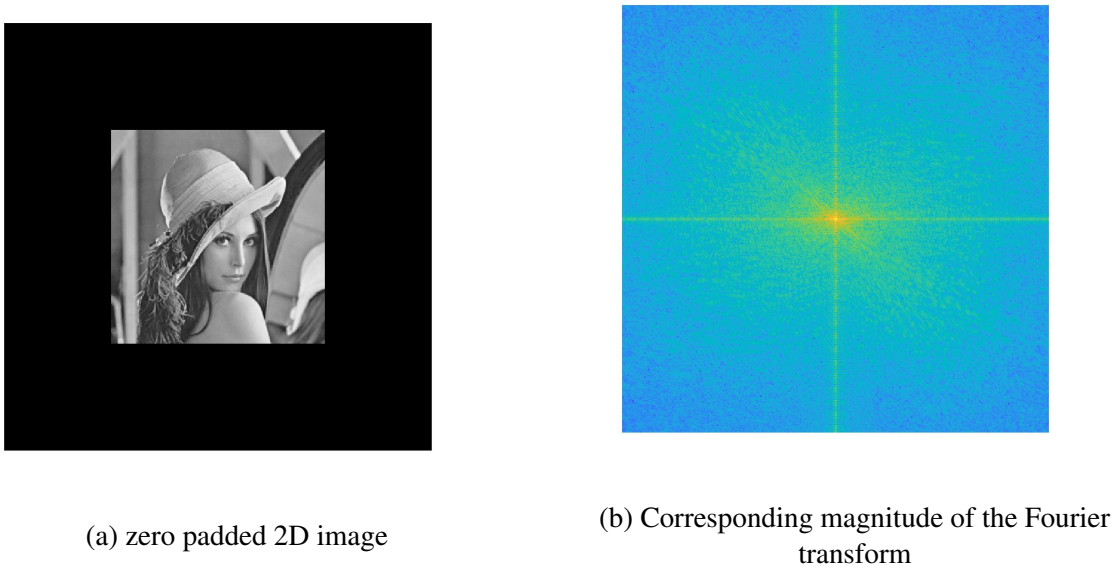 (a) zero padded 2D image
(b) Corresponding magnitude of the Fourier
transform